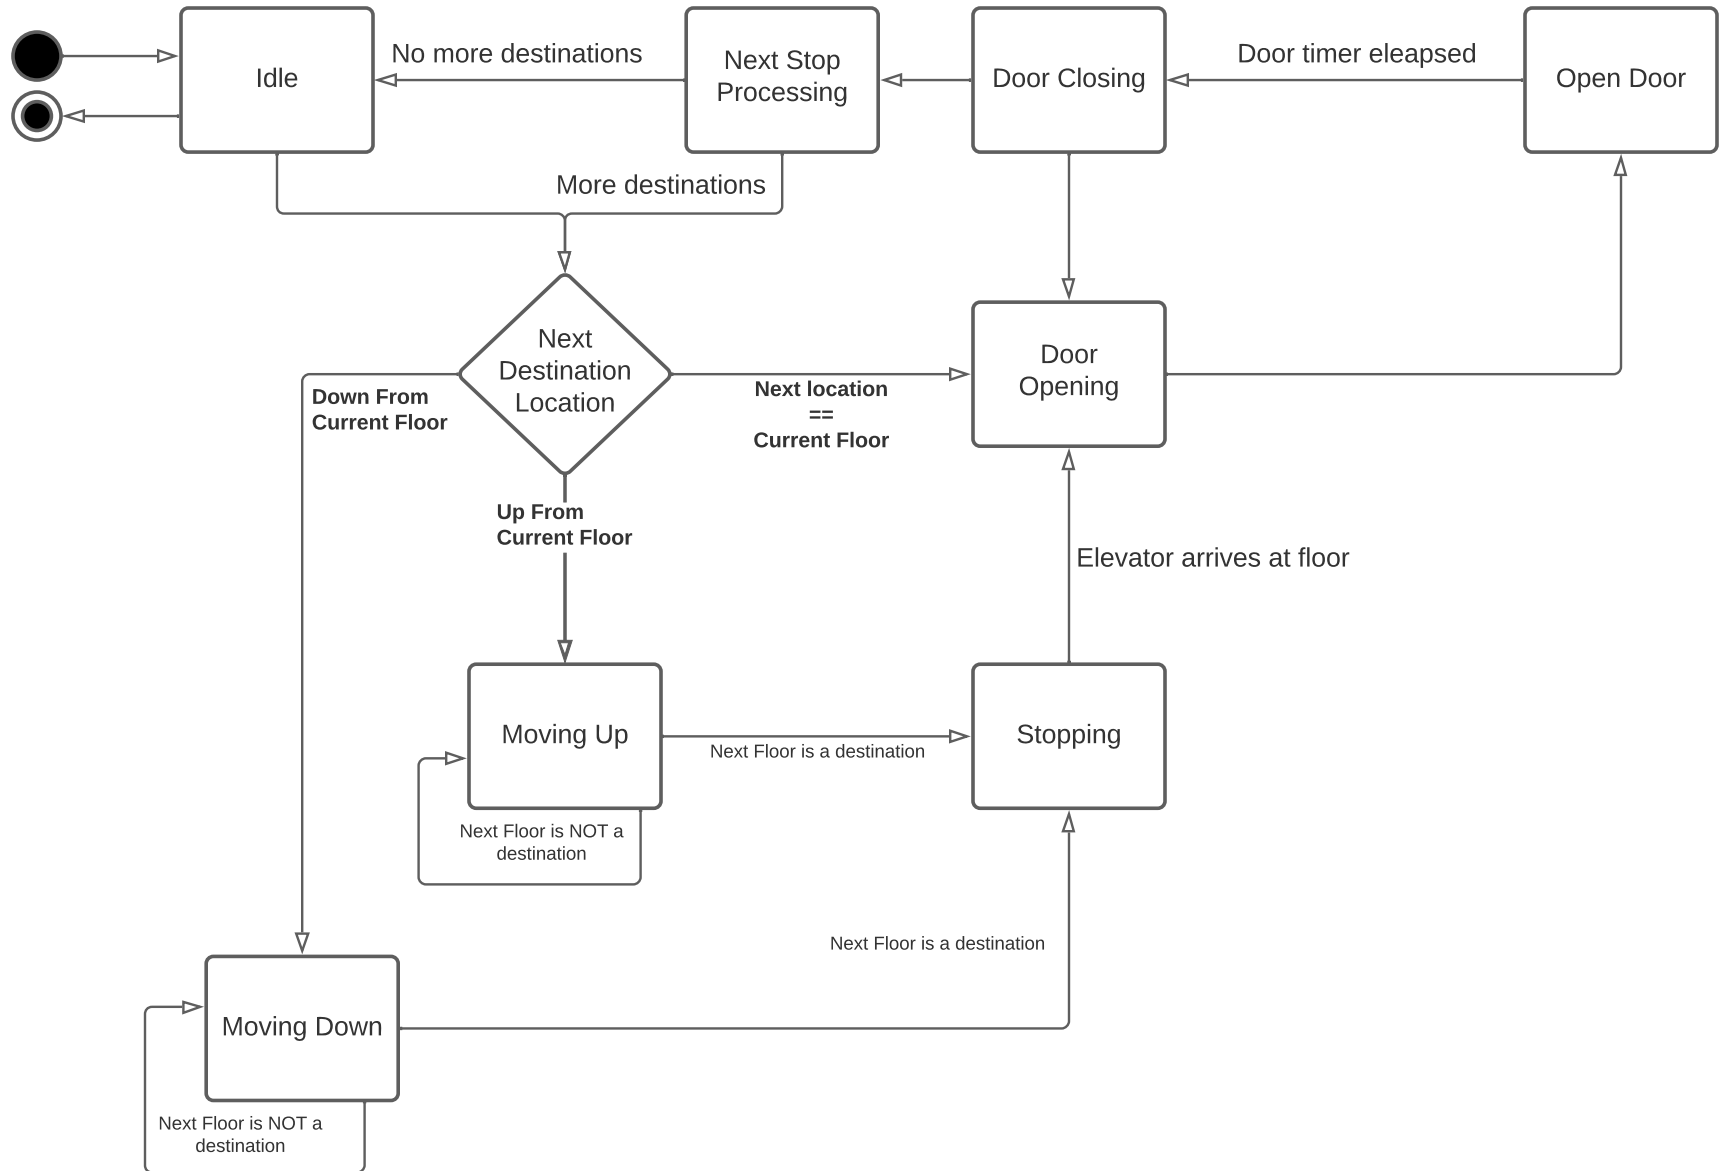 Idle
No more destinations
Next Stop
Processing
Door Closing
Door timer eleapsed
Open Door
More destinations
Next
Destination
Location
Down From
Current Floor
Next location
==
Current Floor
Door
Opening
Up From
Current Floor
Elevator arrives at floor
Moving Up
Next Floor is a destination
Stopping
Next Floor is NOT a
destination
Next Floor is a destination
Moving Down
Next Floor is NOT a
destination